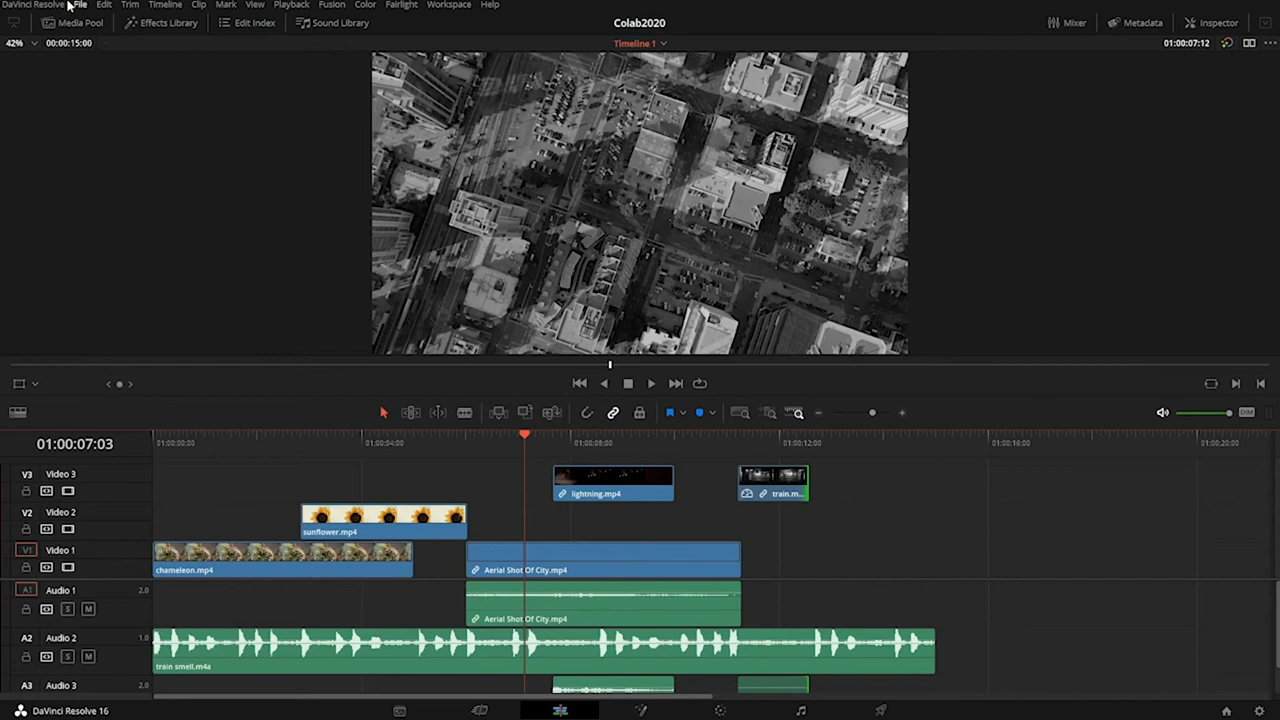 DaVinci Resolve File Edit Trim Timeline Clip Mark View Playback Fusion Color Fairlight Workspace Help
Media Pool Effects Library Edit Index Sound Library Colab2020 Mixer Metadata Inspector
42% 00:00:15:00 Timeline 1 01:00:07:12
DIM
01:00:07:03 01:00:00:00 01:00:04:00 01:00:08:00 01:00:12:00 01:00:16:00 01:00:20:00
V3 Video 3
lightning.mp4 train.m...
V2 Video 2
sunflower.mp4
V1 Video 1
chameleon.mp4 Aerial Shot Of City.mp4
A1 Audio 1 2.0
S M
Aerial Shot Of City.mp4
A2 Audio 2 1.0
S M
train smell.m4a
A3 Audio 3 2.0
DaVinci Resolve 16